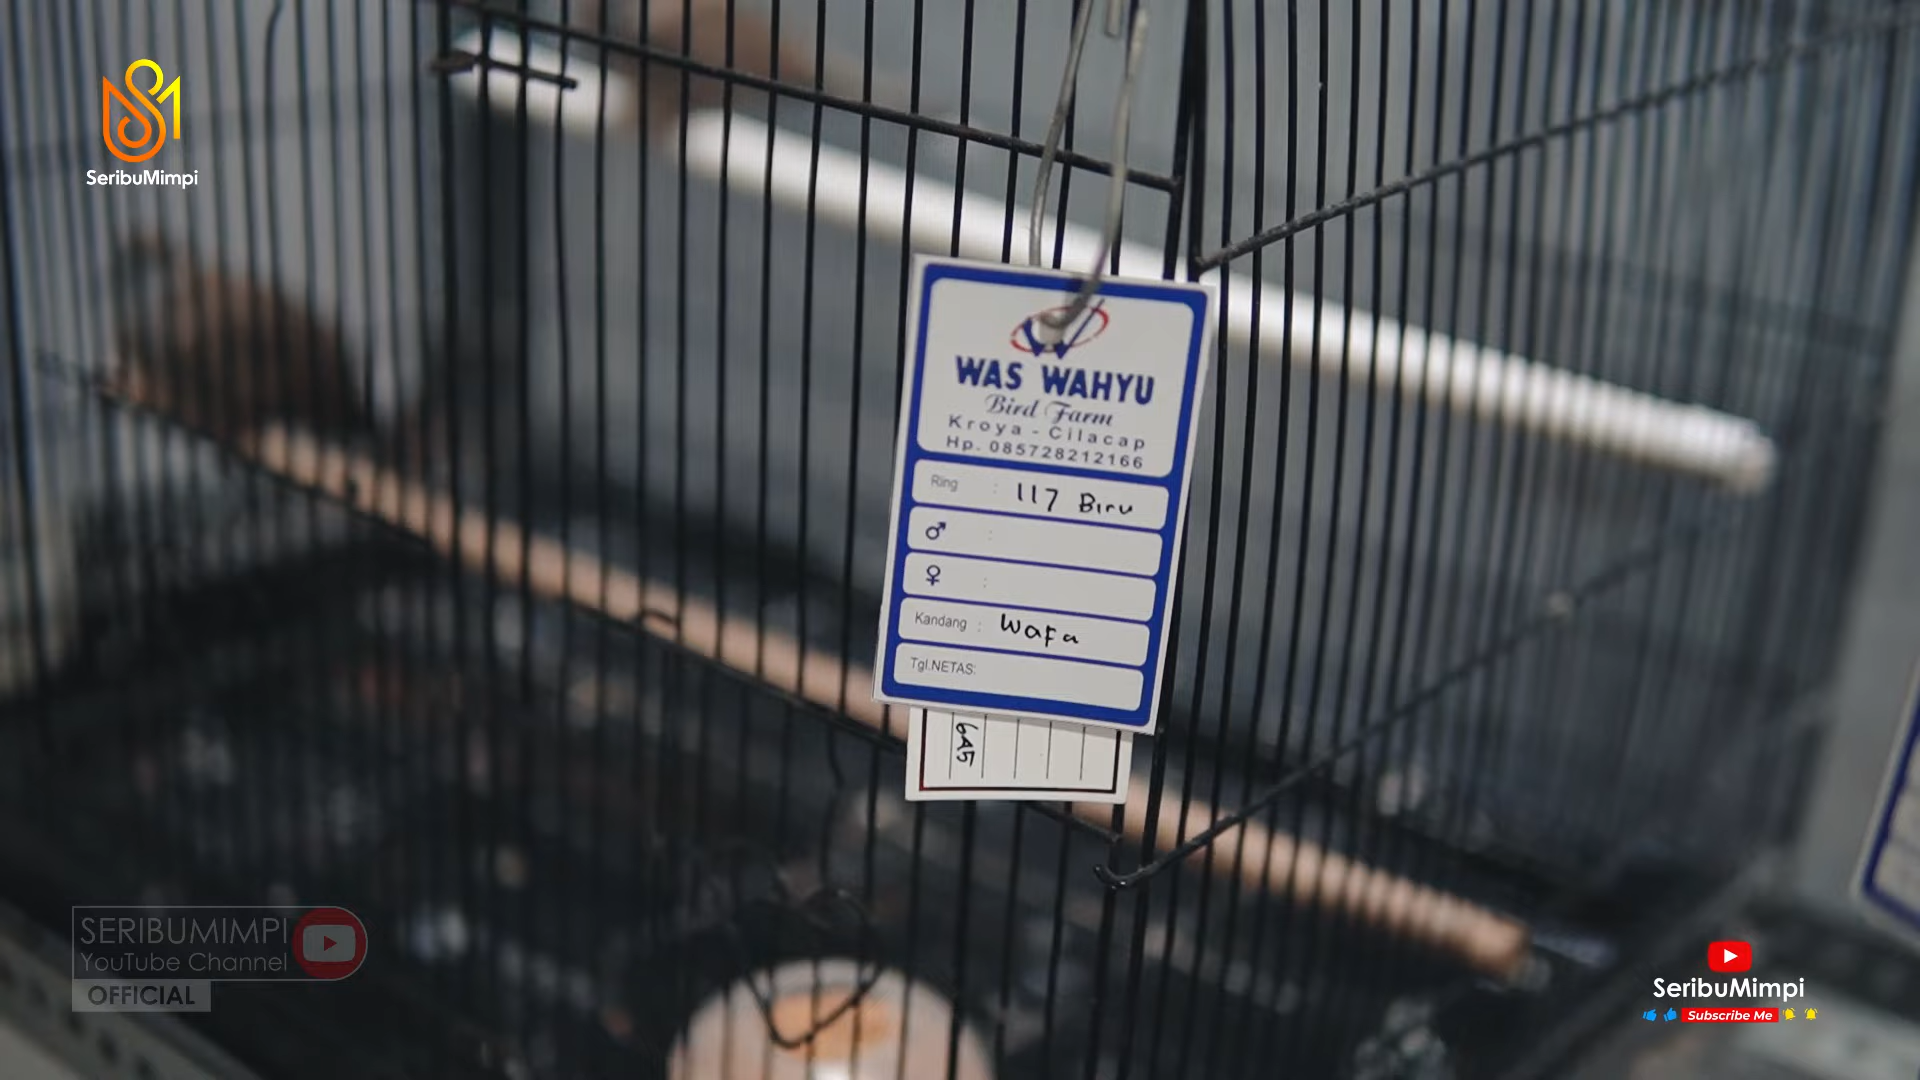 SeribuMimpi
WAS WAHYU
Bird Farm
Kroya - Cilacap
Hp. 085728212166
Ring : 117 Biru
♂ :
♀ :
Kandang : Wafa
Tgl.NETAS:
645
SERIBUMIMPI
YouTube Channel
OFFICIAL
SeribuMimpi
Subscribe Me